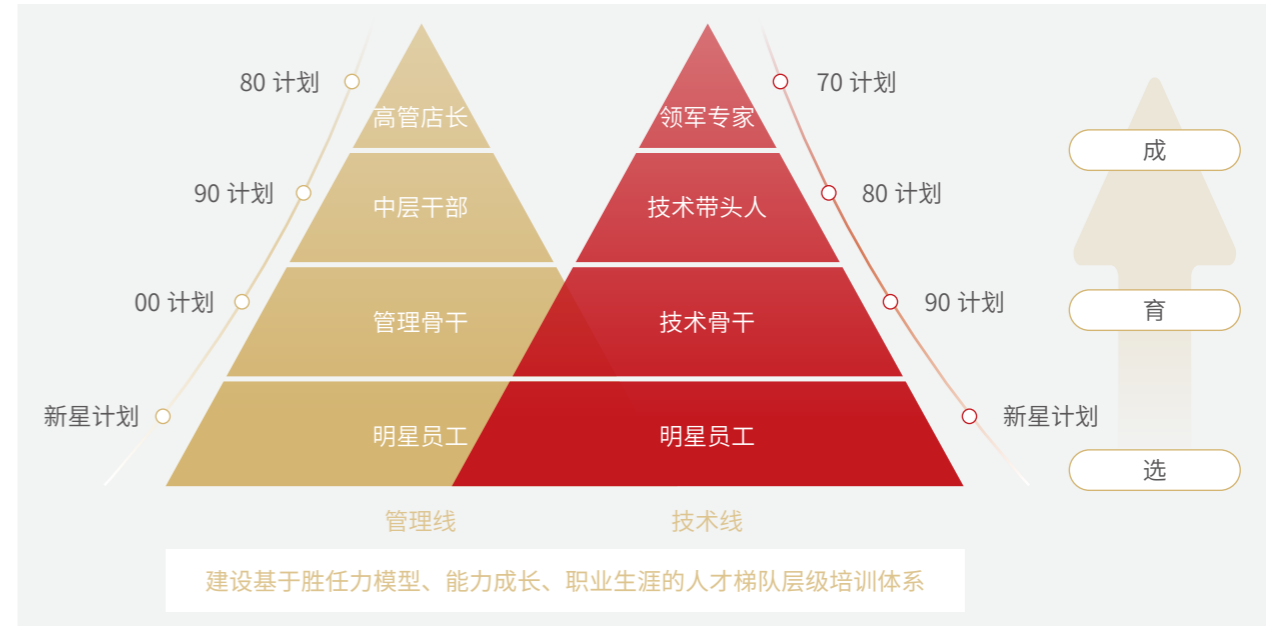 80 计划
高管店长
领军专家
70 计划
成
90 计划
中层干部
技术带头人
80 计划
00 计划
管理骨干
技术骨干
90 计划
育
新星计划
明星员工
明星员工
新星计划
选
管理线
技术线
建设基于胜任力模型、能力成长、职业生涯的人才梯队层级培训体系